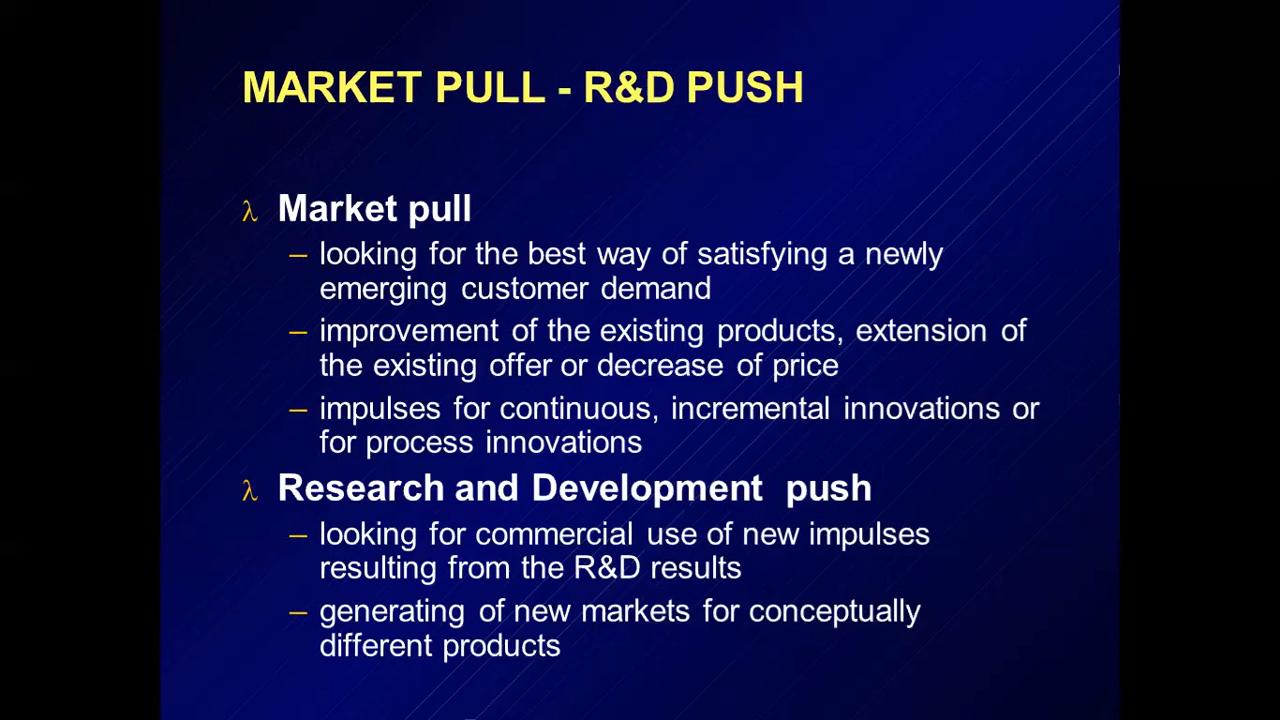 MARKET PULL - R&D PUSH
λ Market pull
– looking for the best way of satisfying a newly
emerging customer demand
– improvement of the existing products, extension of
the existing offer or decrease of price
– impulses for continuous, incremental innovations or
for process innovations
λ Research and Development  push
– looking for commercial use of new impulses
resulting from the R&D results
– generating of new markets for conceptually
different products